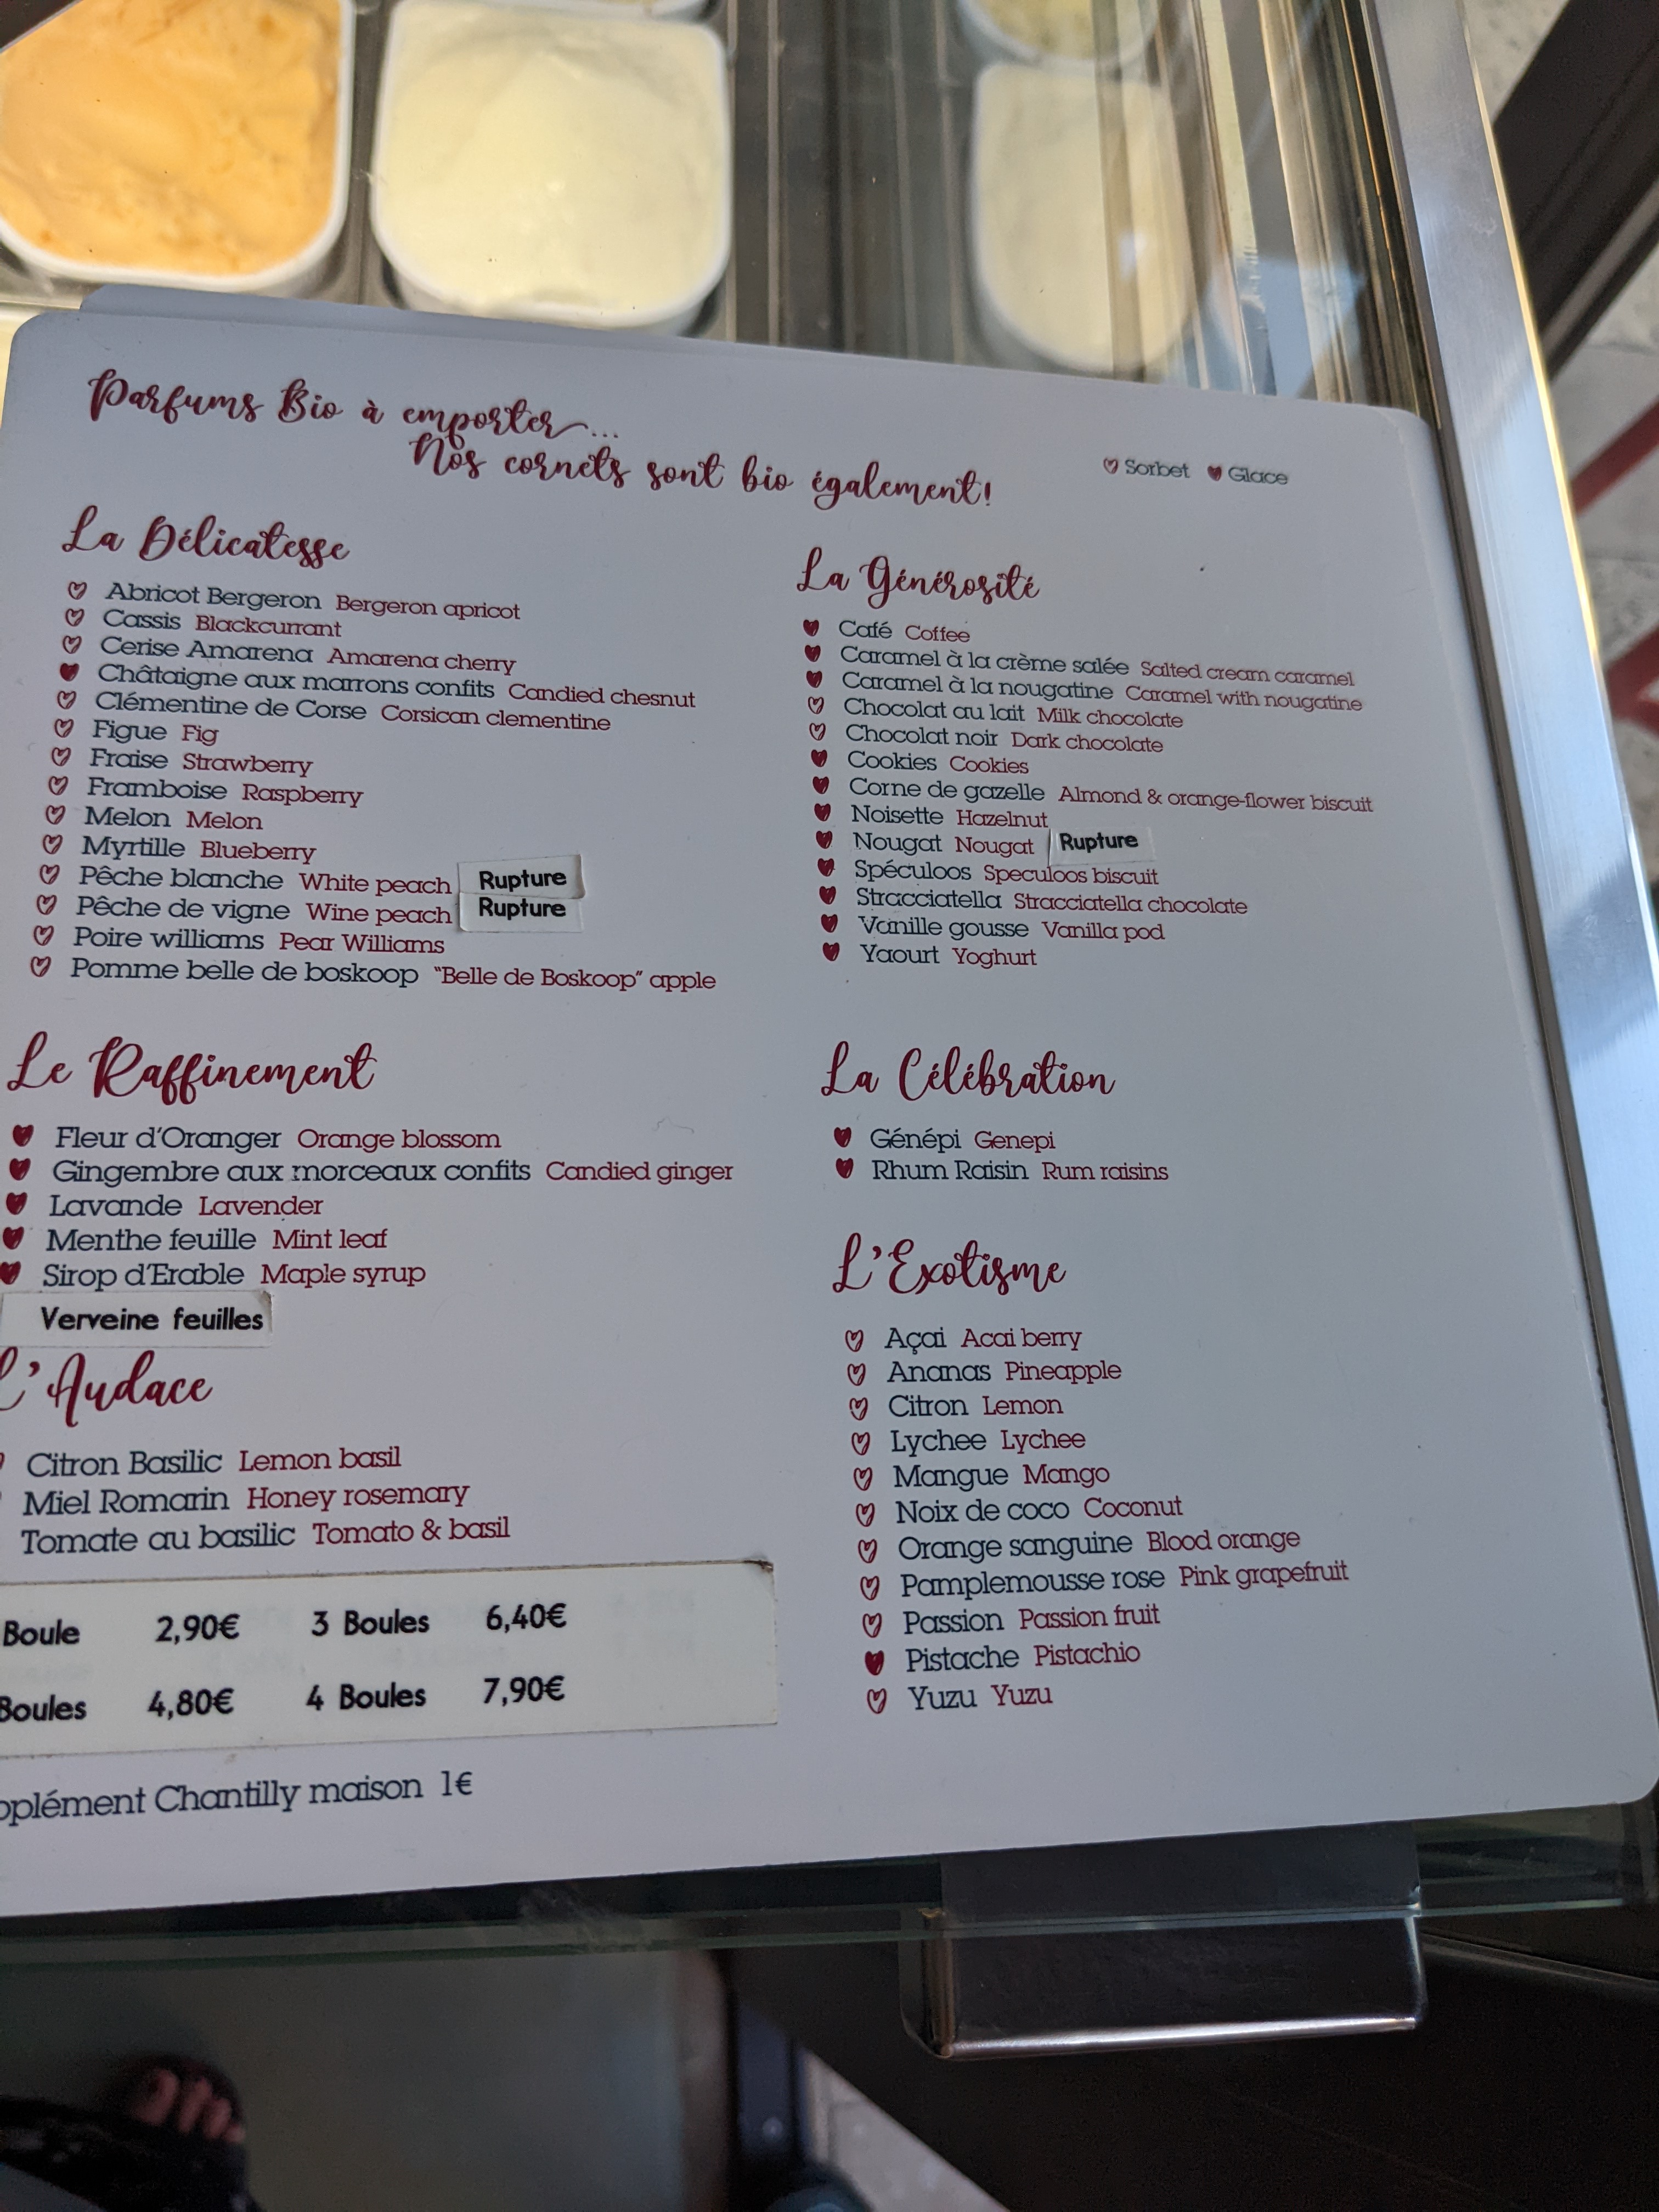 Parfums Bio à emporter...
Nos cornets sont bio également!
Sorbet Glace
La Délicatesse
Abricot Bergeron Bergeron apricot
Cassis Blackcurrant
Cerise Amarena Amarena cherry
Châtaigne aux marrons confits Candied chesnut
Clémentine de Corse Corsican clementine
Figue Fig
Fraise Strawberry
Framboise Raspberry
Melon Melon
Myrtille Blueberry
Pêche blanche White peach Rupture
Pêche de vigne Wine peach Rupture
Poire williams Pear Williams
Pomme belle de boskoop "Belle de Boskoop" apple
Le Raffinement
Fleur d'Oranger Orange blossom
Gingembre aux morceaux confits Candied ginger
Lavande Lavender
Menthe feuille Mint leaf
Sirop d'Erable Maple syrup
Verveine feuilles
L'Audace
Citron Basilic Lemon basil
Miel Romarin Honey rosemary
Tomate au basilic Tomato & basil
Boule 2,90€ 3 Boules 6,40€
Boules 4,80€ 4 Boules 7,90€
pplément Chantilly maison 1€
La Générosité
Café Coffee
Caramel à la crème salée Salted cream caramel
Caramel à la nougatine Caramel with nougatine
Chocolat au lait Milk chocolate
Chocolat noir Dark chocolate
Cookies Cookies
Corne de gazelle Almond & orange-flower biscuit
Noisette Hazelnut
Nougat Nougat Rupture
Spéculoos Speculoos biscuit
Stracciatella Stracciatella chocolate
Vanille gousse Vanilla pod
Yaourt Yoghurt
La Célébration
Génépi Genepi
Rhum Raisin Rum raisins
L'Exotisme
Açai Acai berry
Ananas Pineapple
Citron Lemon
Lychee Lychee
Mangue Mango
Noix de coco Coconut
Orange sanguine Blood orange
Pamplemousse rose Pink grapefruit
Passion Passion fruit
Pistache Pistachio
Yuzu Yuzu